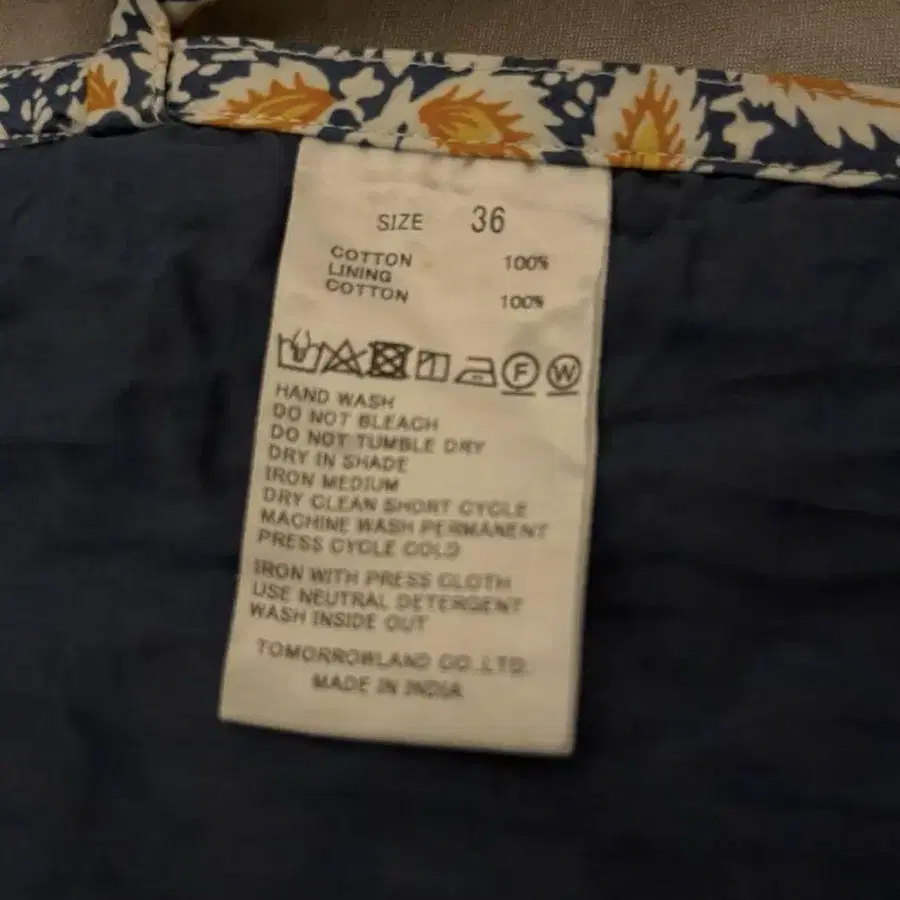 SIZE 36
COTTON 100%
LINING
COTTON 100%
F W
HAND WASH
DO NOT BLEACH
DO NOT TUMBLE DRY
DRY IN SHADE
IRON MEDIUM
DRY CLEAN SHORT CYCLE
MACHINE WASH PERMANENT
PRESS CYCLE COLD
IRON WITH PRESS CLOTH
USE NEUTRAL DETERGENT
WASH INSIDE OUT
TOMORROWLAND CO.,LTD.
MADE IN INDIA